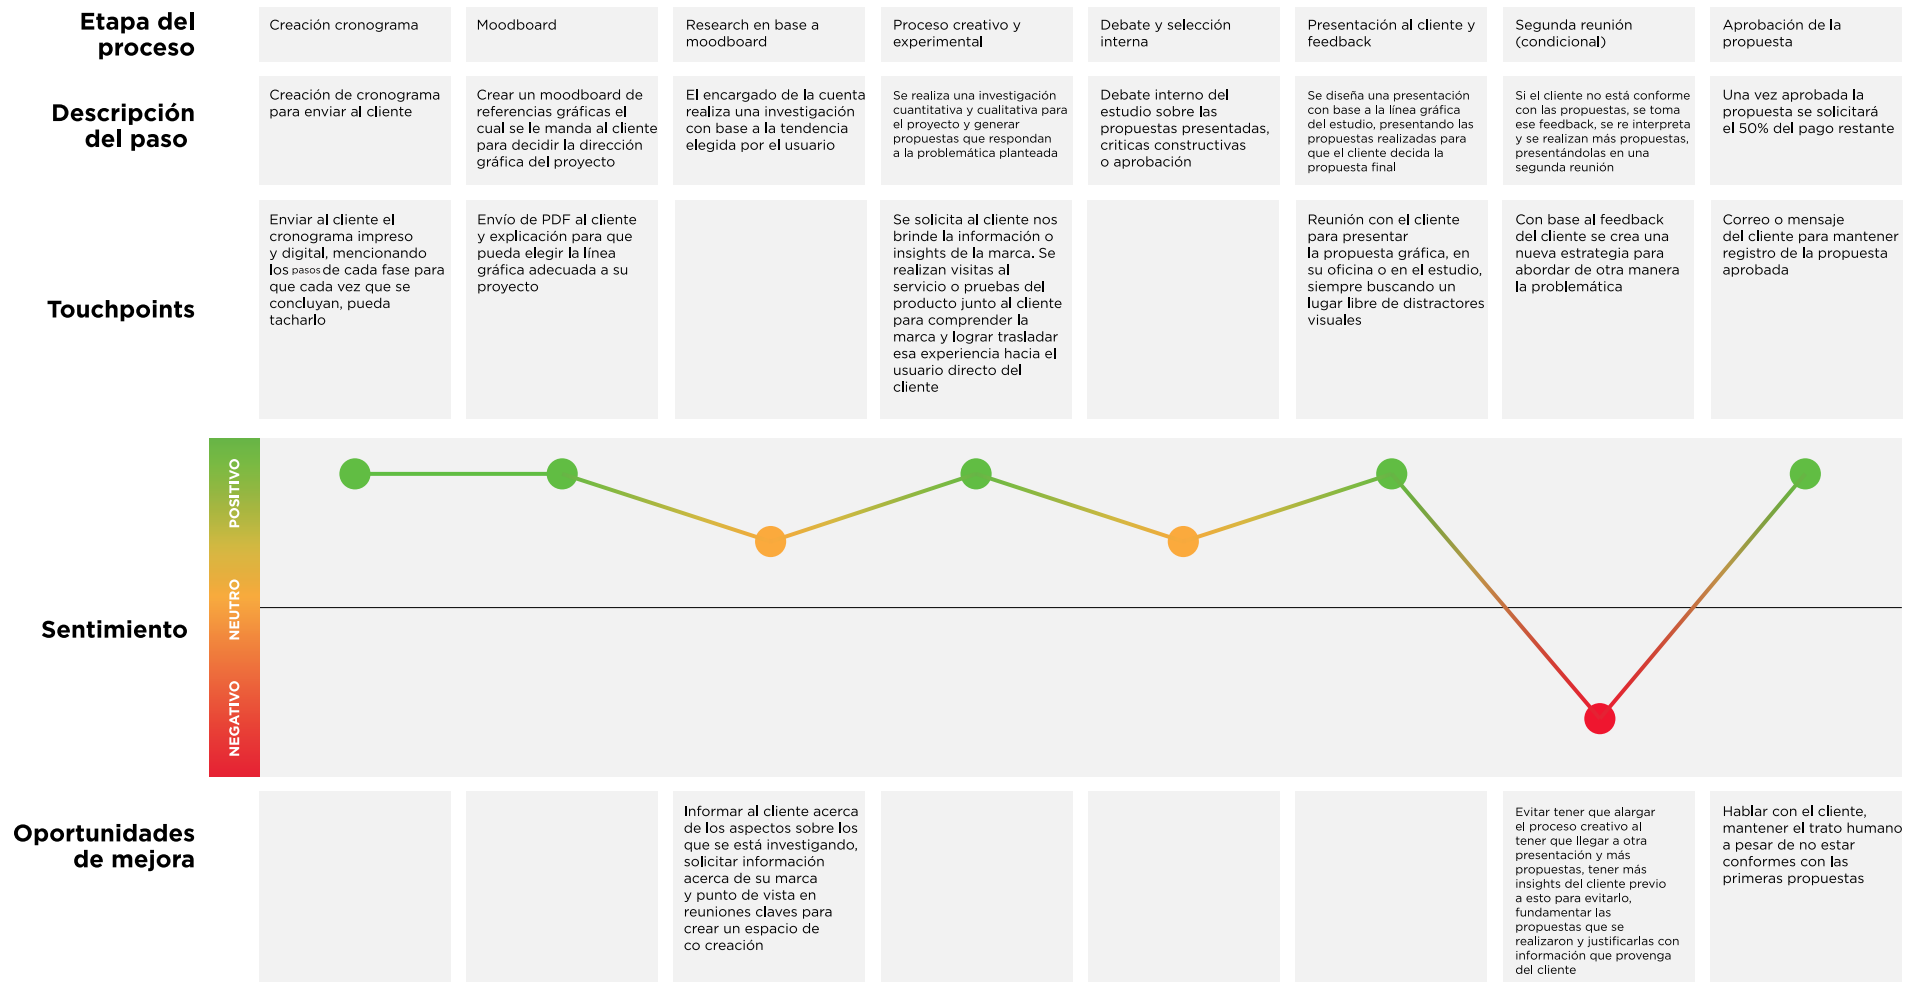 Etapa del
proceso
Creación cronograma
Moodboard
Research en base a
moodboard
Proceso creativo y
experimental
Debate y selección
interna
Presentación al cliente y
feedback
Segunda reunión
(condicional)
Aprobación de la
propuesta
Descripción
del paso
Creación de cronograma
para enviar al cliente
Crear un moodboard de
referencias gráficas el
cual se le manda al cliente
para decidir la dirección
gráfica del proyecto
El encargado de la cuenta
realiza una investigación
con base a la tendencia
elegida por el usuario
Se realiza una investigación
cuantitativa y cualitativa para
el proyecto y generar
propuestas que respondan
a la problemática planteada
Debate interno del
estudio sobre las
propuestas presentadas,
criticas constructivas
o aprobación
Se diseña una presentación
con base a la línea gráfica
del estudio, presentando las
propuestas realizadas para
que el cliente decida la
propuesta final
Si el cliente no está conforme
con las propuestas, se toma
ese feedback, se re interpreta
y se realizan más propuestas,
presentándolas en una
segunda reunión
Una vez aprobada la
propuesta se solicitará
el 50% del pago restante
Touchpoints
Enviar al cliente el
cronograma impreso
y digital, mencionando
los pasos de cada fase para
que cada vez que se
concluyan, pueda
tacharlo
Envío de PDF al cliente
y explicación para que
pueda elegir la línea
gráfica adecuada a su
proyecto
Se solicita al cliente nos
brinde la información o
insights de la marca. Se
realizan visitas al
servicio o pruebas del
producto junto al cliente
para comprender la
marca y lograr trasladar
esa experiencia hacia el
usuario directo del
cliente
Reunión con el cliente
para presentar
la propuesta gráfica, en
su oficina o en el estudio,
siempre buscando un
lugar libre de distractores
visuales
Con base al feedback
del cliente se crea una
nueva estrategia para
abordar de otra manera
la problemática
Correo o mensaje
del cliente para mantener
registro de la propuesta
aprobada
Sentimiento
POSITIVO
NEUTRO
NEGATIVO
Oportunidades
de mejora
Informar al cliente acerca
de los aspectos sobre los
que se está investigando,
solicitar información
acerca de su marca
y punto de vista en
reuniones claves para
crear un espacio de
co creación
Evitar tener que alargar
el proceso creativo al
tener que llegar a otra
presentación y más
propuestas, tener más
insights del cliente previo
a esto para evitarlo,
fundamentar las
propuestas que se
realizaron y justificarlas con
información que provenga
del cliente
Hablar con el cliente,
mantener el trato humano
a pesar de no estar
conformes con las
primeras propuestas